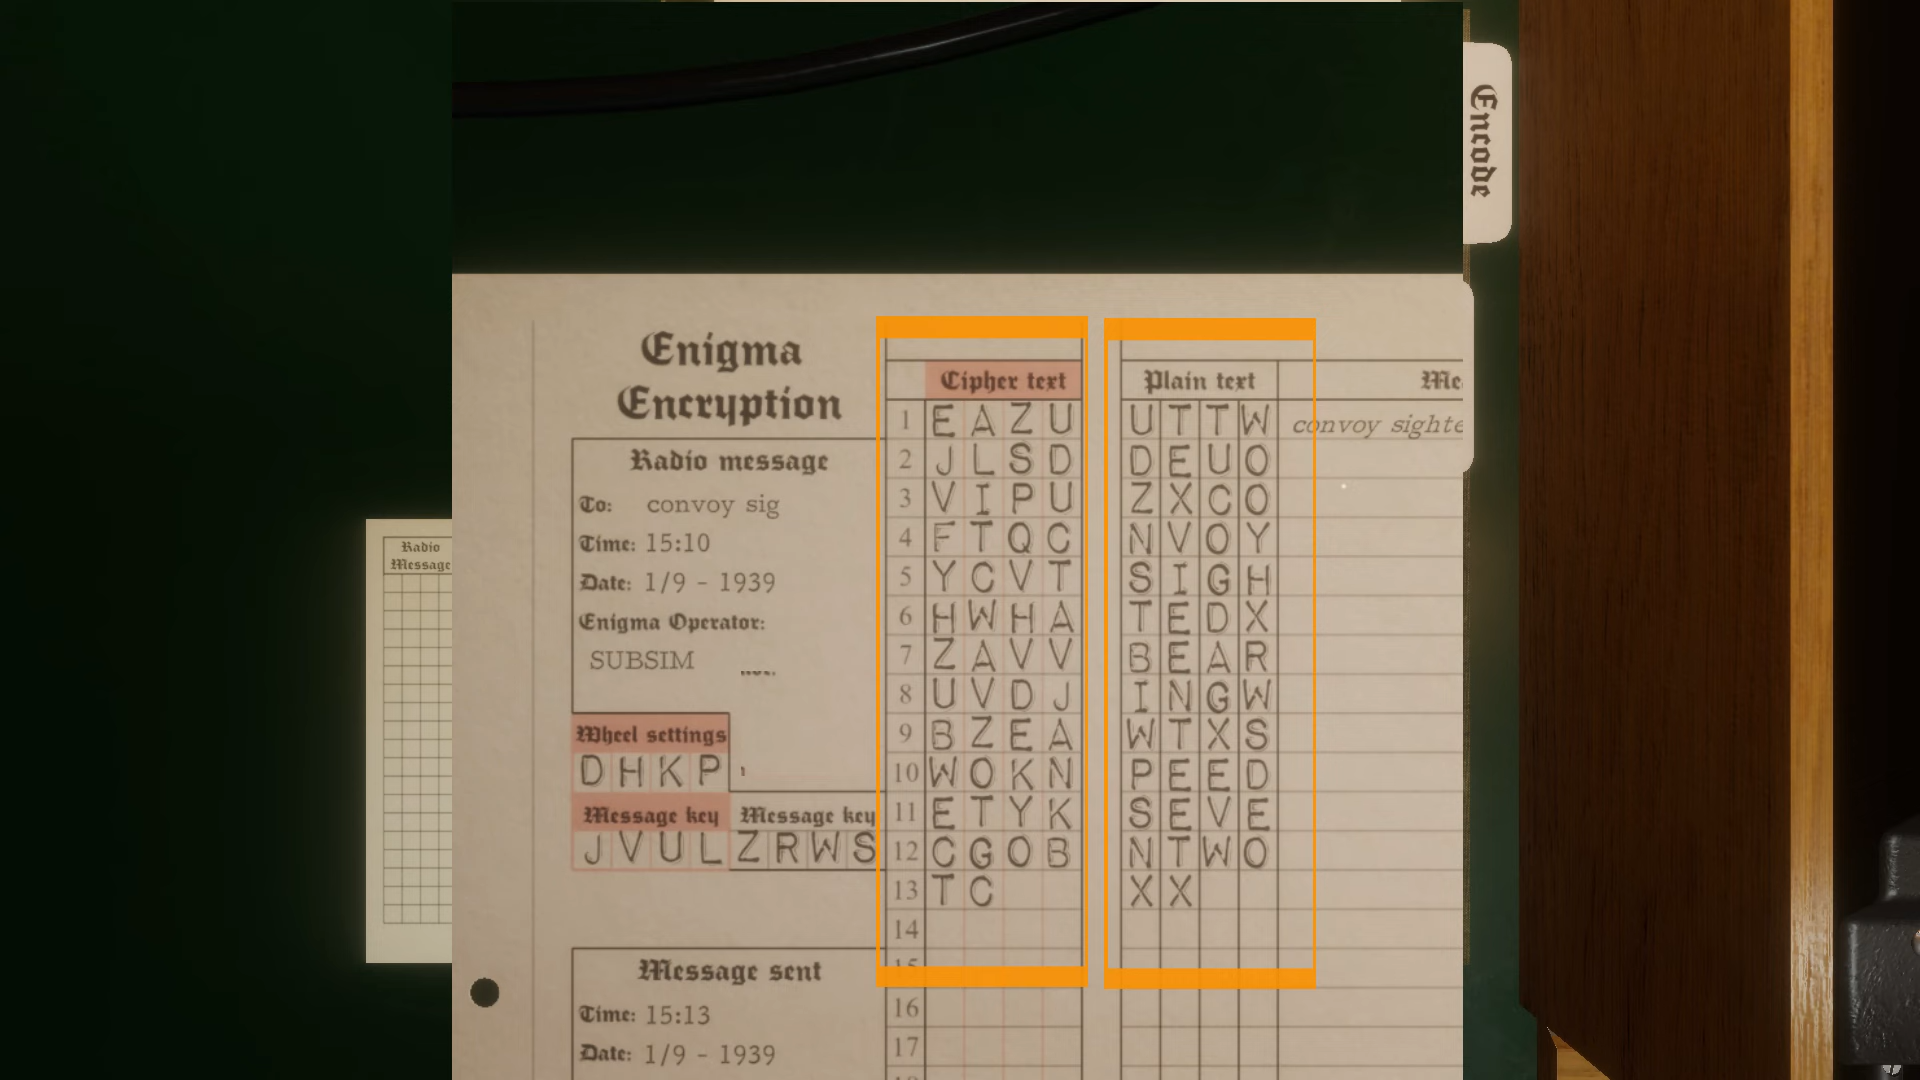 Encode
Enigma
Encryption
Radio message
To: convoy sig
Time: 15:10
Date: 1/9 - 1939
Enigma Operator:
SUBSIM
Wheel settings
D H K P
Message key Message key
J V U L Z R W S
Message sent
Time: 15:13
Date: 1/9 - 1939
Cipher text Plain text
1 E A Z U U T T W convoy sighte
2 J L S D D E U O
3 V I P U Z X C O
4 F T Q C N V O Y
5 Y C V T S I G H
6 H W H A T E D X
7 Z A V V B E A R
8 U V D J I N G W
9 B Z E A W T X S
10 W O K N P E E D
11 E T Y K S E V E
12 C G O B N T W O
13 T C X X
14
15
16
17
Radio
Message